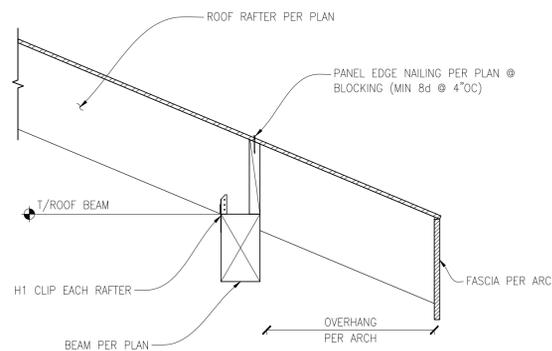 ROOF RAFTER PER PLAN
PANEL EDGE NAILING PER PLAN @
BLOCKING (MIN 8d @ 4"OC)
T/ROOF BEAM
H1 CLIP EACH RAFTER
FASCIA PER ARC
OVERHANG
PER ARCH
BEAM PER PLAN